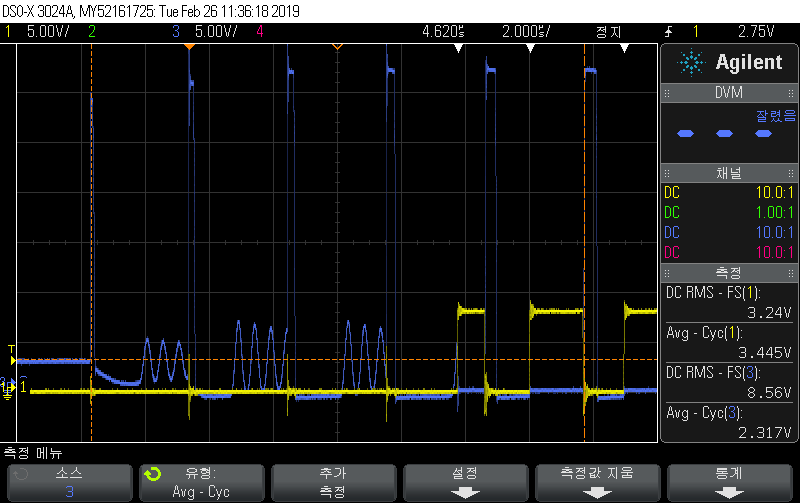 DSO-X 3024A, MY52161725: Tue Feb 26 11:36:18 2019
1 5.00V/ 2 3 5.00V/ 4 4.620% 2.000%/ 정지 1 2.75V
Agilent
DVM
잘렸음
채널
DC 10.0:1
DC 1.00:1
DC 10.0:1
DC 10.0:1
측정
DC RMS - FS(1):
3.24V
Avg - Cyc(1):
3.445V
DC RMS - FS(3):
8.56V
Avg - Cyc(3):
2.317V
T
1
측정 메뉴
소스
3
유형:
Avg - Cyc
추가
측정
설정
측정값 지움
통계